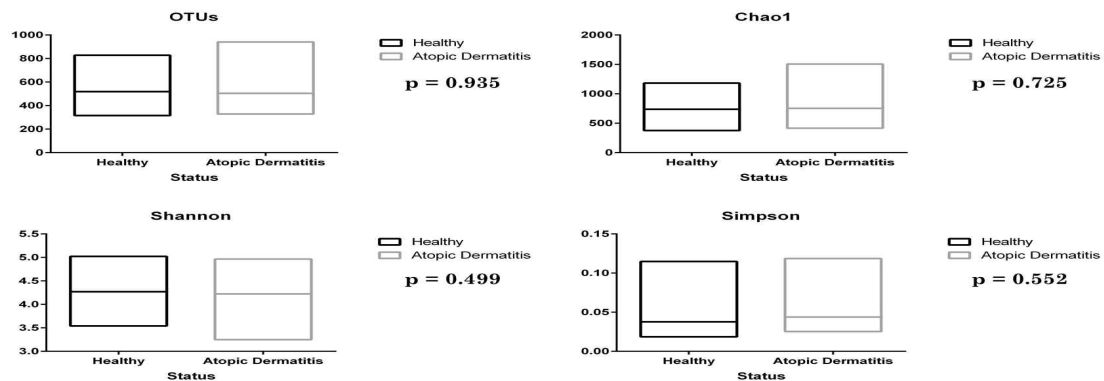 OTUs
1000
800
600
400
200
0
Healthy
Atopic Dermatitis
Status
Healthy
Atopic Dermatitis
p = 0.935
Chao1
2000
1500
1000
500
0
Healthy
Atopic Dermatitis
Status
Healthy
Atopic Dermatitis
p = 0.725
Shannon
5.5
5.0
4.5
4.0
3.5
3.0
Healthy
Atopic Dermatitis
Status
Healthy
Atopic Dermatitis
p = 0.499
Simpson
0.15
0.10
0.05
0.00
Healthy
Atopic Dermatitis
Status
Healthy
Atopic Dermatitis
p = 0.552